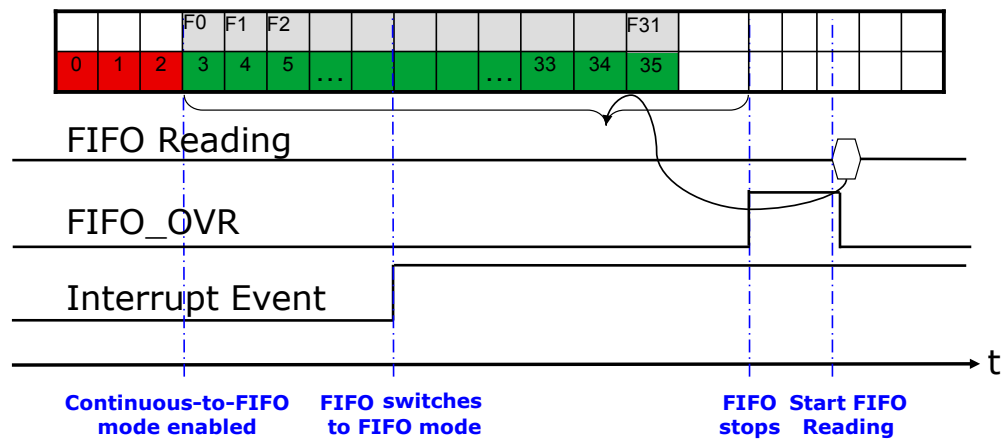 F0 F1 F2 F31
0 1 2 3 4 5 ... ... 33 34 35
FIFO Reading
FIFO_OVR
Interrupt Event
t
Continuous-to-FIFO
mode enabled
FIFO switches
to FIFO mode
FIFO
stops
Start FIFO
Reading